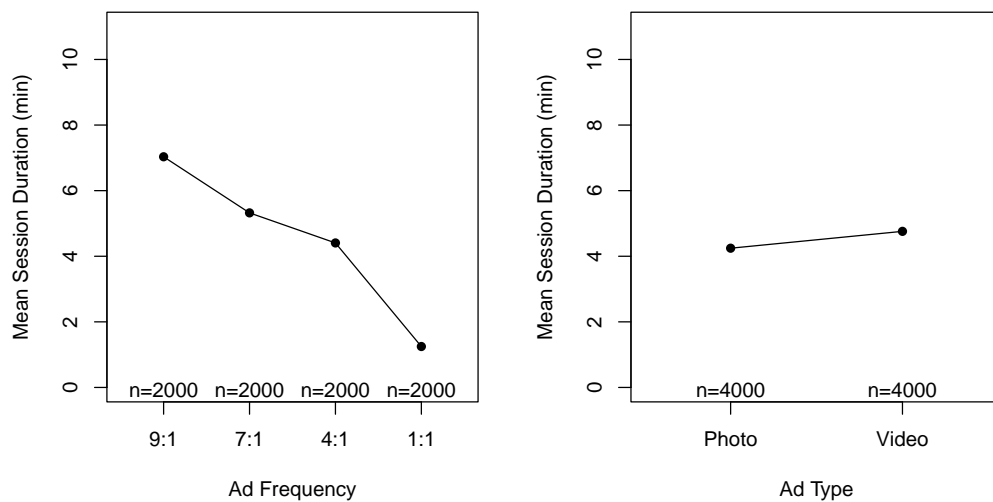 Mean Session Duration (min)
10
8
6
4
2
0
n=2000 n=2000 n=2000 n=2000
9:1 7:1 4:1 1:1
Ad Frequency
Mean Session Duration (min)
10
8
6
4
2
0
n=4000 n=4000
Photo Video
Ad Type